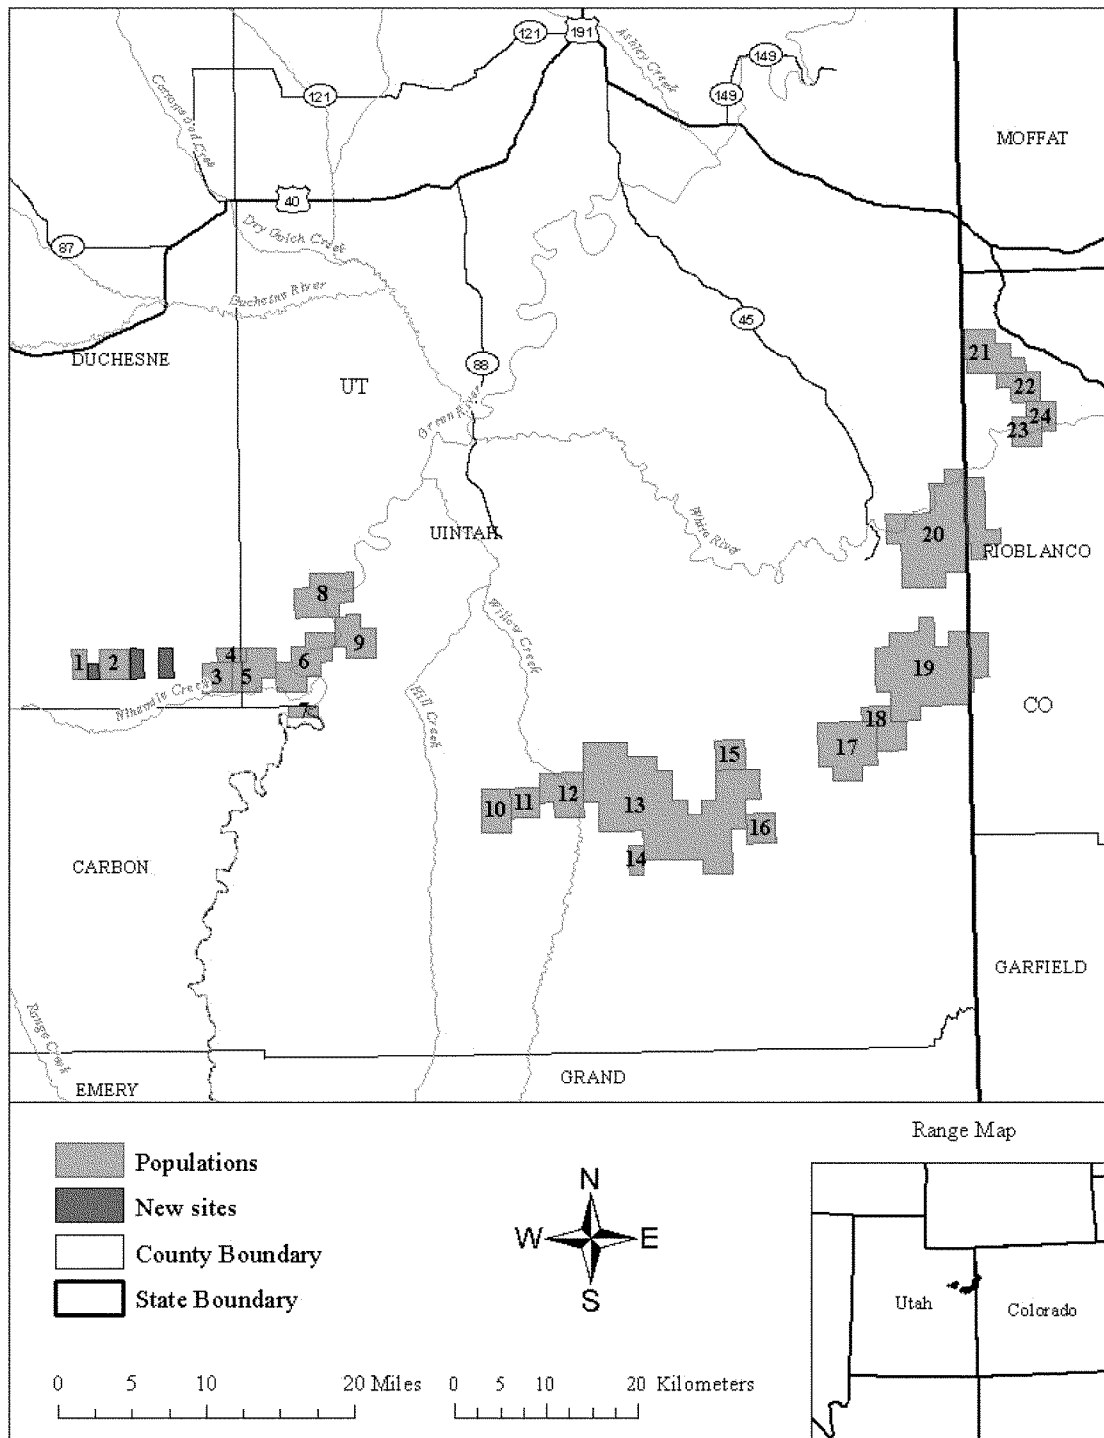 121
191
Ashley Creek
149
149
121
Cottonwood Creek
MOFFAT
40
Dry Gulch Creek
87
Duchesne River
45
DUCHESNE
UT
88
21
22
24
23
Green River
White River
20
UINTAH
RIOBLANCO
8
Willow Creek
9
1
2
4
6
3
5
19
Hill Creek
7
CO
18
17
15
12
11
10
13
16
14
CARBON
GARFIELD
Range Creek
GRAND
EMERY
Range Map
Populations
New sites
County Boundary
State Boundary
N
W E
S
Utah
Colorado
0 5 10 20 Miles
0 5 10 20 Kilometers